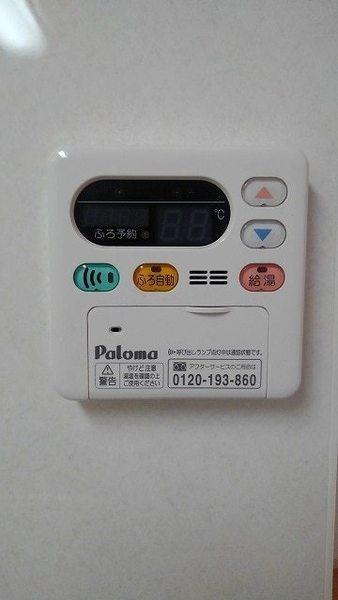 ℃
ふろ予約
ふろ自動
給湯
Paloma
呼び出しランプ点灯中は通話状態です。
警告
やけど注意
湯温を確認の上
ご使用ください
アフターサービスのご用命は
0120-193-860